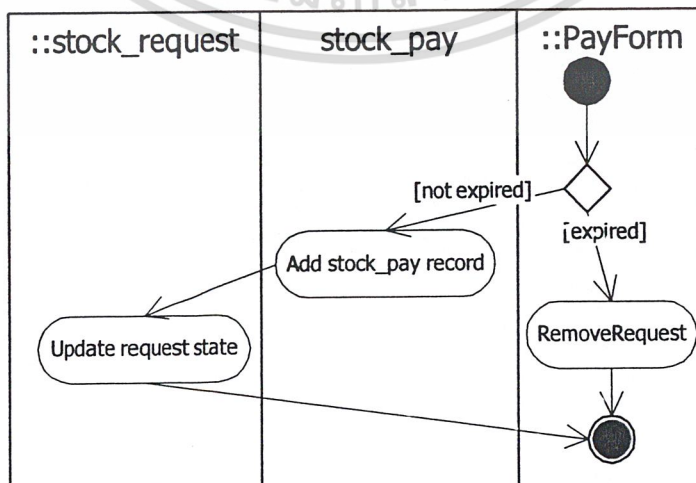 ::stock_request
stock_pay
::PayForm
[not expired]
[expired]
Add stock_pay record
Update request state
RemoveRequest